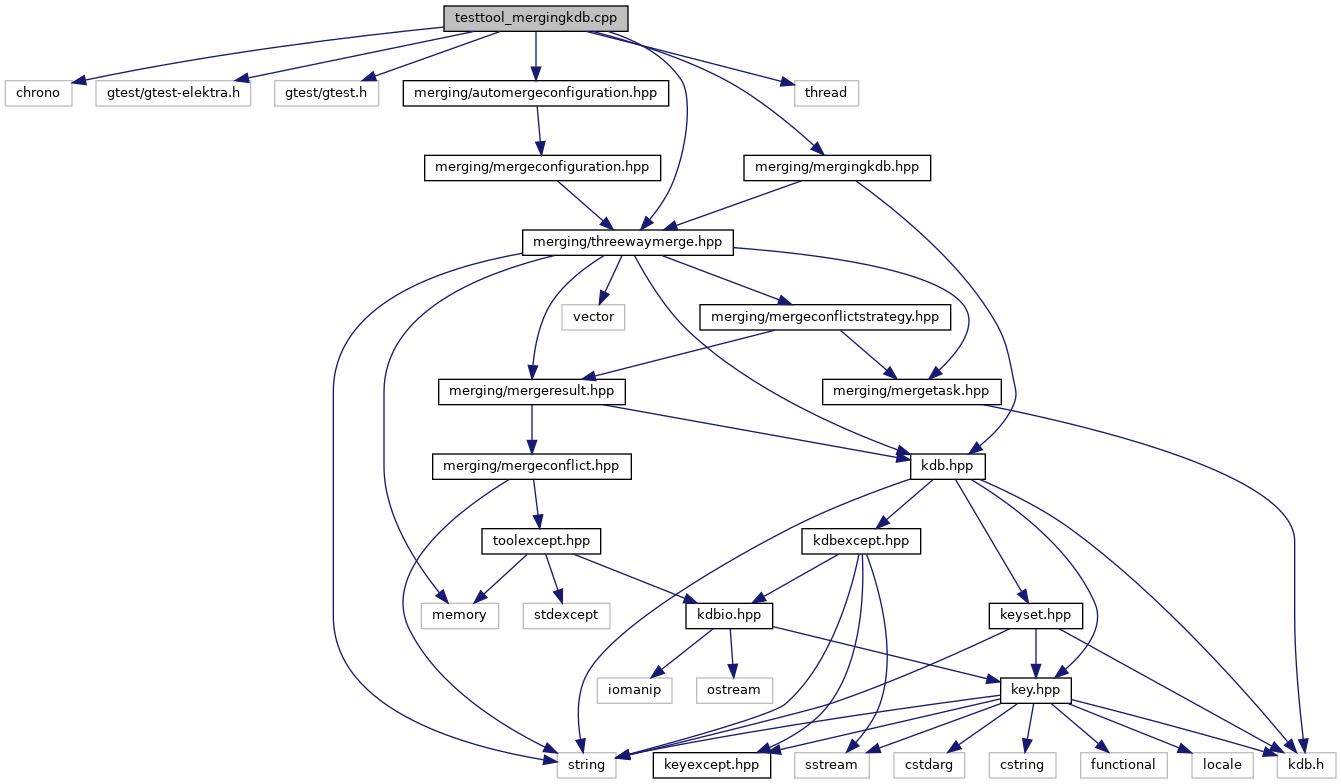 testtool_mergingkdb.cpp
chrono
gtest/gtest-elektra.h
gtest/gtest.h
merging/automergeconfiguration.hpp
thread
merging/mergeconfiguration.hpp
merging/mergingkdb.hpp
merging/threewaymerge.hpp
vector
merging/mergeconflictstrategy.hpp
merging/mergeresult.hpp
merging/mergetask.hpp
merging/mergeconflict.hpp
kdb.hpp
toolexcept.hpp
kdbexcept.hpp
memory
stdexcept
kdbio.hpp
keyset.hpp
iomanip
ostream
key.hpp
string
keyexcept.hpp
sstream
cstdarg
cstring
functional
locale
kdb.h